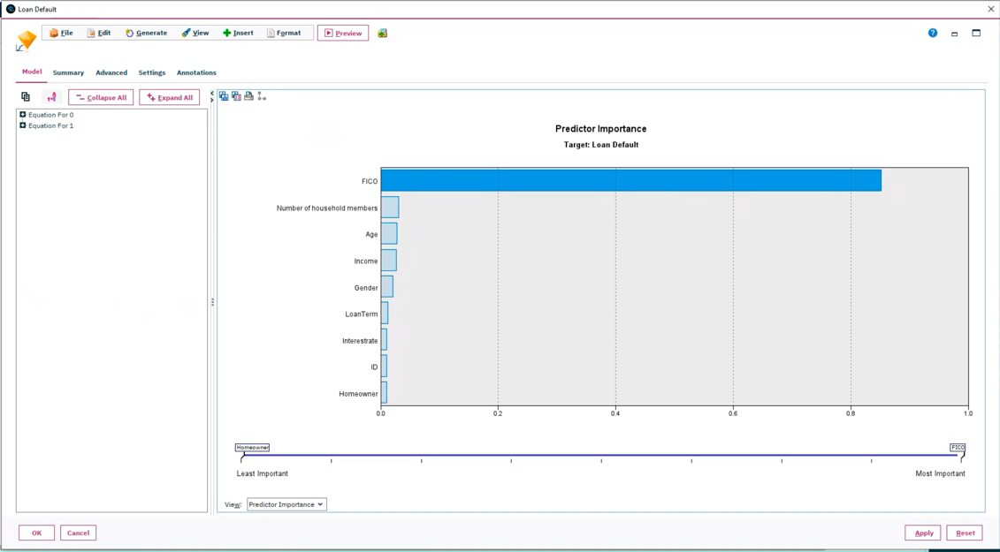 Loan Default
File Edit Generate View Insert Format Preview
Model Summary Advanced Settings Annotations
Collapse All Expand All
Equation For 0
Equation For 1
Predictor Importance
Target: Loan Default
FICO
Number of household members
Age
Income
Gender
LoanTerm
Interestrate
ID
Homeowner
0.0 0.2 0.4 0.6 0.8 1.0
Homeowner FICO
Least Important Most Important
View: Predictor Importance
OK Cancel Apply Reset